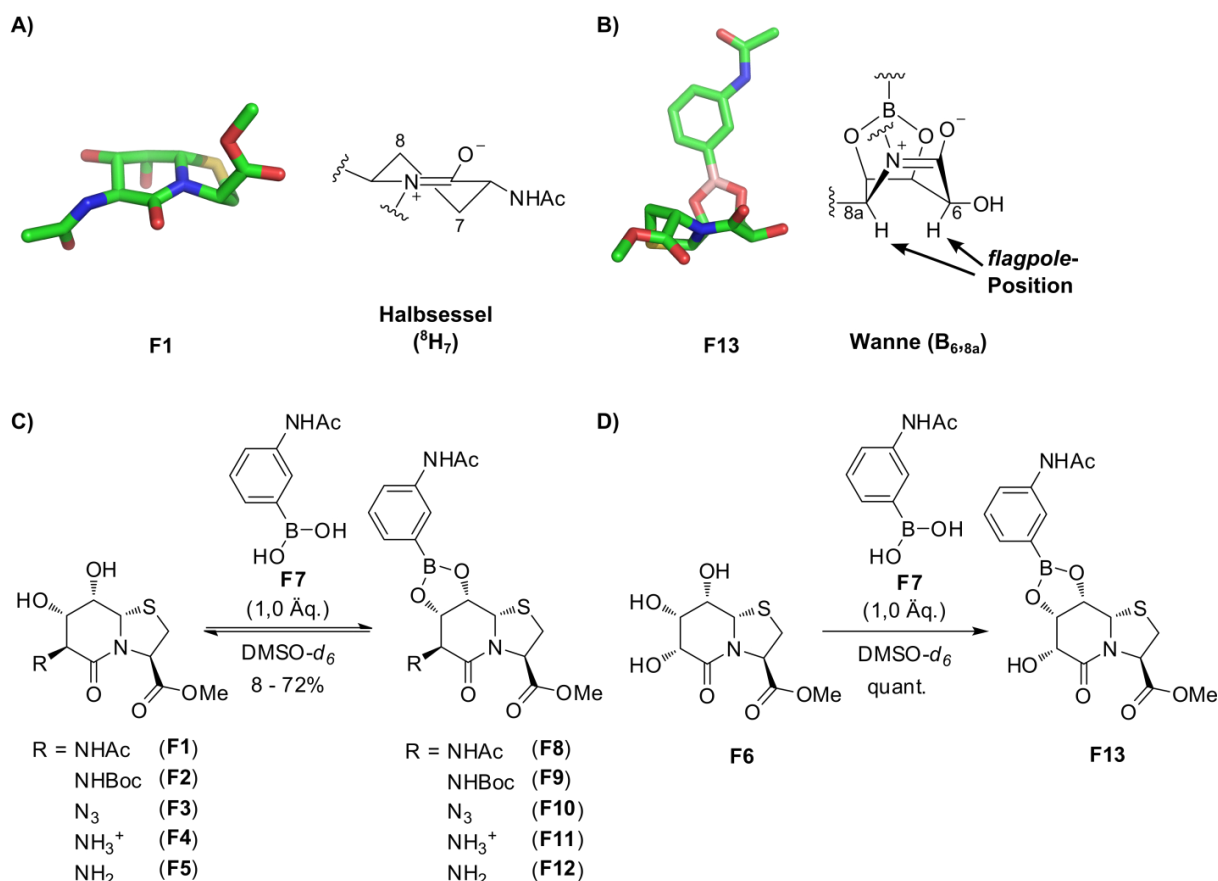 A)
8
O−
N
+
NHAc
7
F1
Halbsessel
(⁸H₇)
B)
B
O
O
O−
N
+
OH
8a
6
H
H
flagpole-
Position
F13
Wanne (B₆,₈ₐ)
C)
NHAc
B
OH
HO
F7
(1,0 Äq.)
DMSO-d₆
8 - 72%
OH
HO
S
N
R
O
O
OMe
NHAc
B
O
O
S
N
R
O
O
OMe
R = NHAc (F1)
NHBoc (F2)
N₃ (F3)
NH₃⁺ (F4)
NH₂ (F5)
R = NHAc (F8)
NHBoc (F9)
N₃ (F10)
NH₃⁺ (F11)
NH₂ (F12)
D)
NHAc
B
OH
HO
F7
(1,0 Äq.)
DMSO-d₆
quant.
OH
HO
S
HO
N
O
O
OMe
F6
NHAc
B
O
O
S
HO
N
O
O
OMe
F13